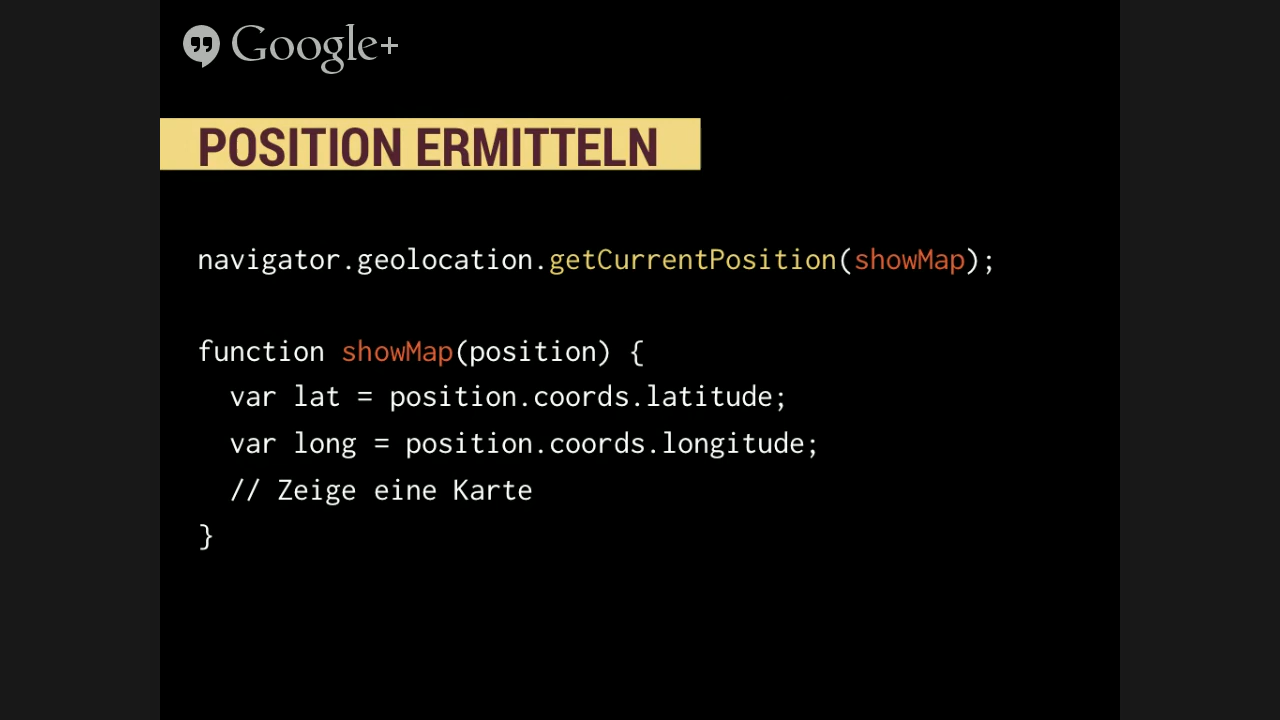 Google+
POSITION ERMITTELN
navigator.geolocation.getCurrentPosition(showMap);
function showMap(position) {
  var lat = position.coords.latitude;
  var long = position.coords.longitude;
  // Zeige eine Karte
}